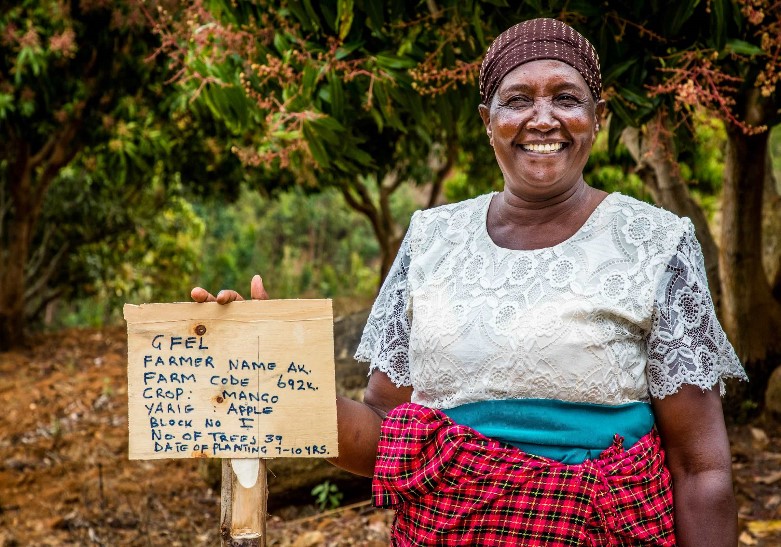 GFEL
FARMER NAME AK.
FARM CODE 692K.
CROP: MANGO
YARIE : APPLE
BLOCK NO I
NO OF TREES 39
DATE OF PLANTING 7-10YRS.